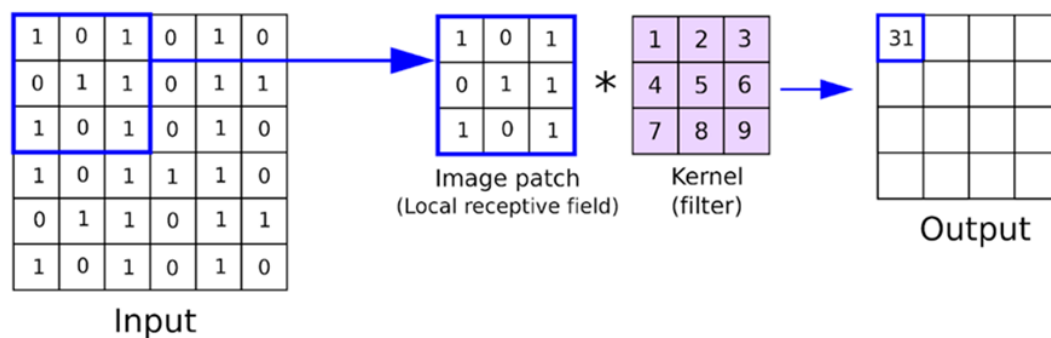 1 0 1 0 1 0
0 1 1 0 1 1
1 0 1 0 1 0
1 0 1 1 1 0
0 1 1 0 1 1
1 0 1 0 1 0
Input
1 0 1
0 1 1
1 0 1
Image patch
(Local receptive field)
*
1 2 3
4 5 6
7 8 9
Kernel
(filter)
31
Output